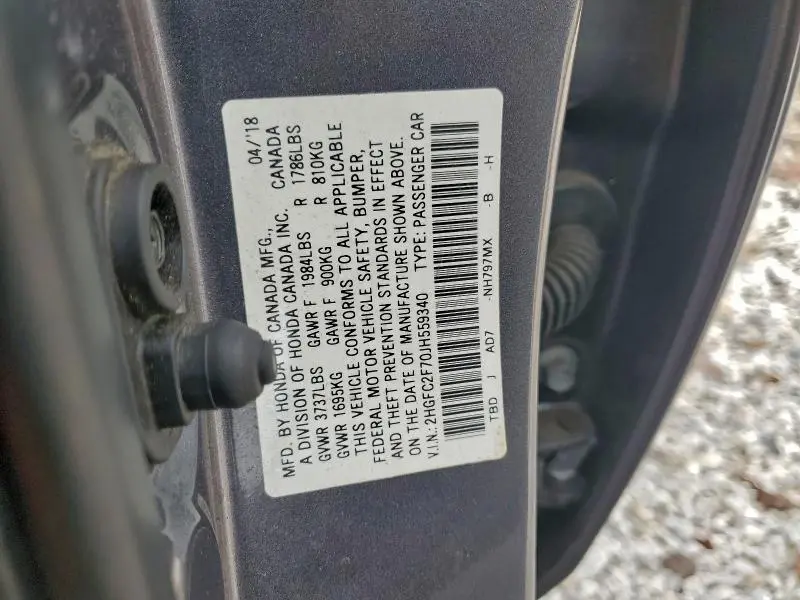 MFD. BY HONDA OF CANADA MFG., 04/'18
A DIVISION OF HONDA CANADA INC. CANADA
GVWR 3737LBS GAWR F 1984LBS R 1786LBS
GVWR 1695KG GAWR F 900KG R 810KG
THIS VEHICLE CONFORMS TO ALL APPLICABLE
FEDERAL MOTOR VEHICLE SAFETY, BUMPER,
AND THEFT PREVENTION STANDARDS IN EFFECT
ON THE DATE OF MANUFACTURE SHOWN ABOVE.
V.I.N.: 2HGFC2F70JH559340 TYPE: PASSENGER CAR
TBD J AD7 -NH797MX -B -H